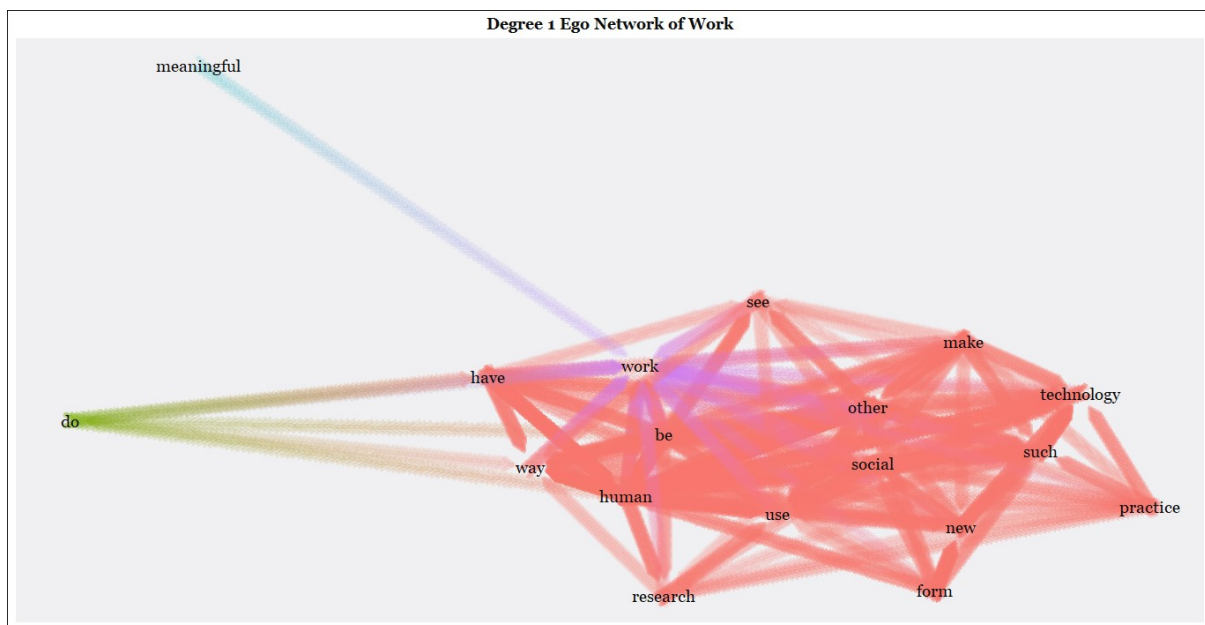 Degree 1 Ego Network of Work
meaningful
see
make
work
have
technology
other
do
be
such
social
way
human
practice
use
new
form
research